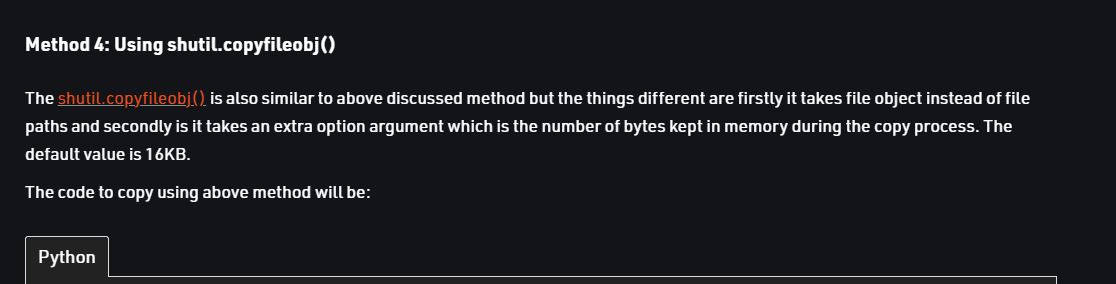 Method 4: Using shutil.copyfileobj()
The shutil.copyfileobj() is also similar to above discussed method but the things different are firstly it takes file object instead of file
paths and secondly is it takes an extra option argument which is the number of bytes kept in memory during the copy process. The
default value is 16KB.
The code to copy using above method will be:
Python